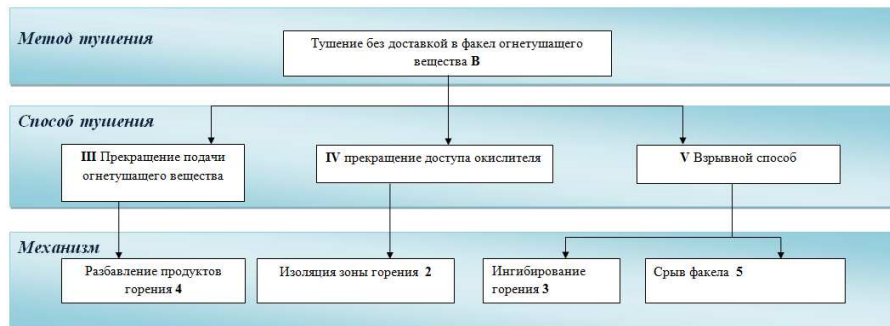 Метод тушения
Тушение без доставкой в факел огнетушащего
вещества В
Способ тушения
III Прекращение подачи
огнетушащего вещества
IV прекращение доступа окислителя
V Взрывной способ
Механизм
Разбавление продуктов
горения 4
Изоляция зоны горения 2
Ингибирование
горения 3
Срыв факела 5